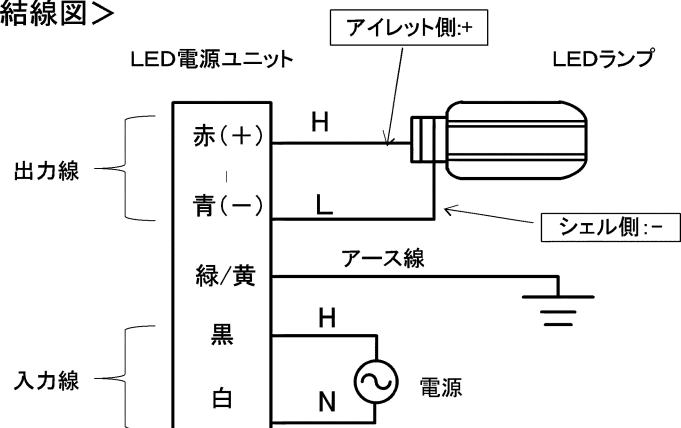 結線図＞
アイレット側:+
LED電源ユニット
LEDランプ
出力線
赤(+)
H
青(−)
L
シェル側:−
緑/黄
アース線
入力線
黒
H
白
N
電源